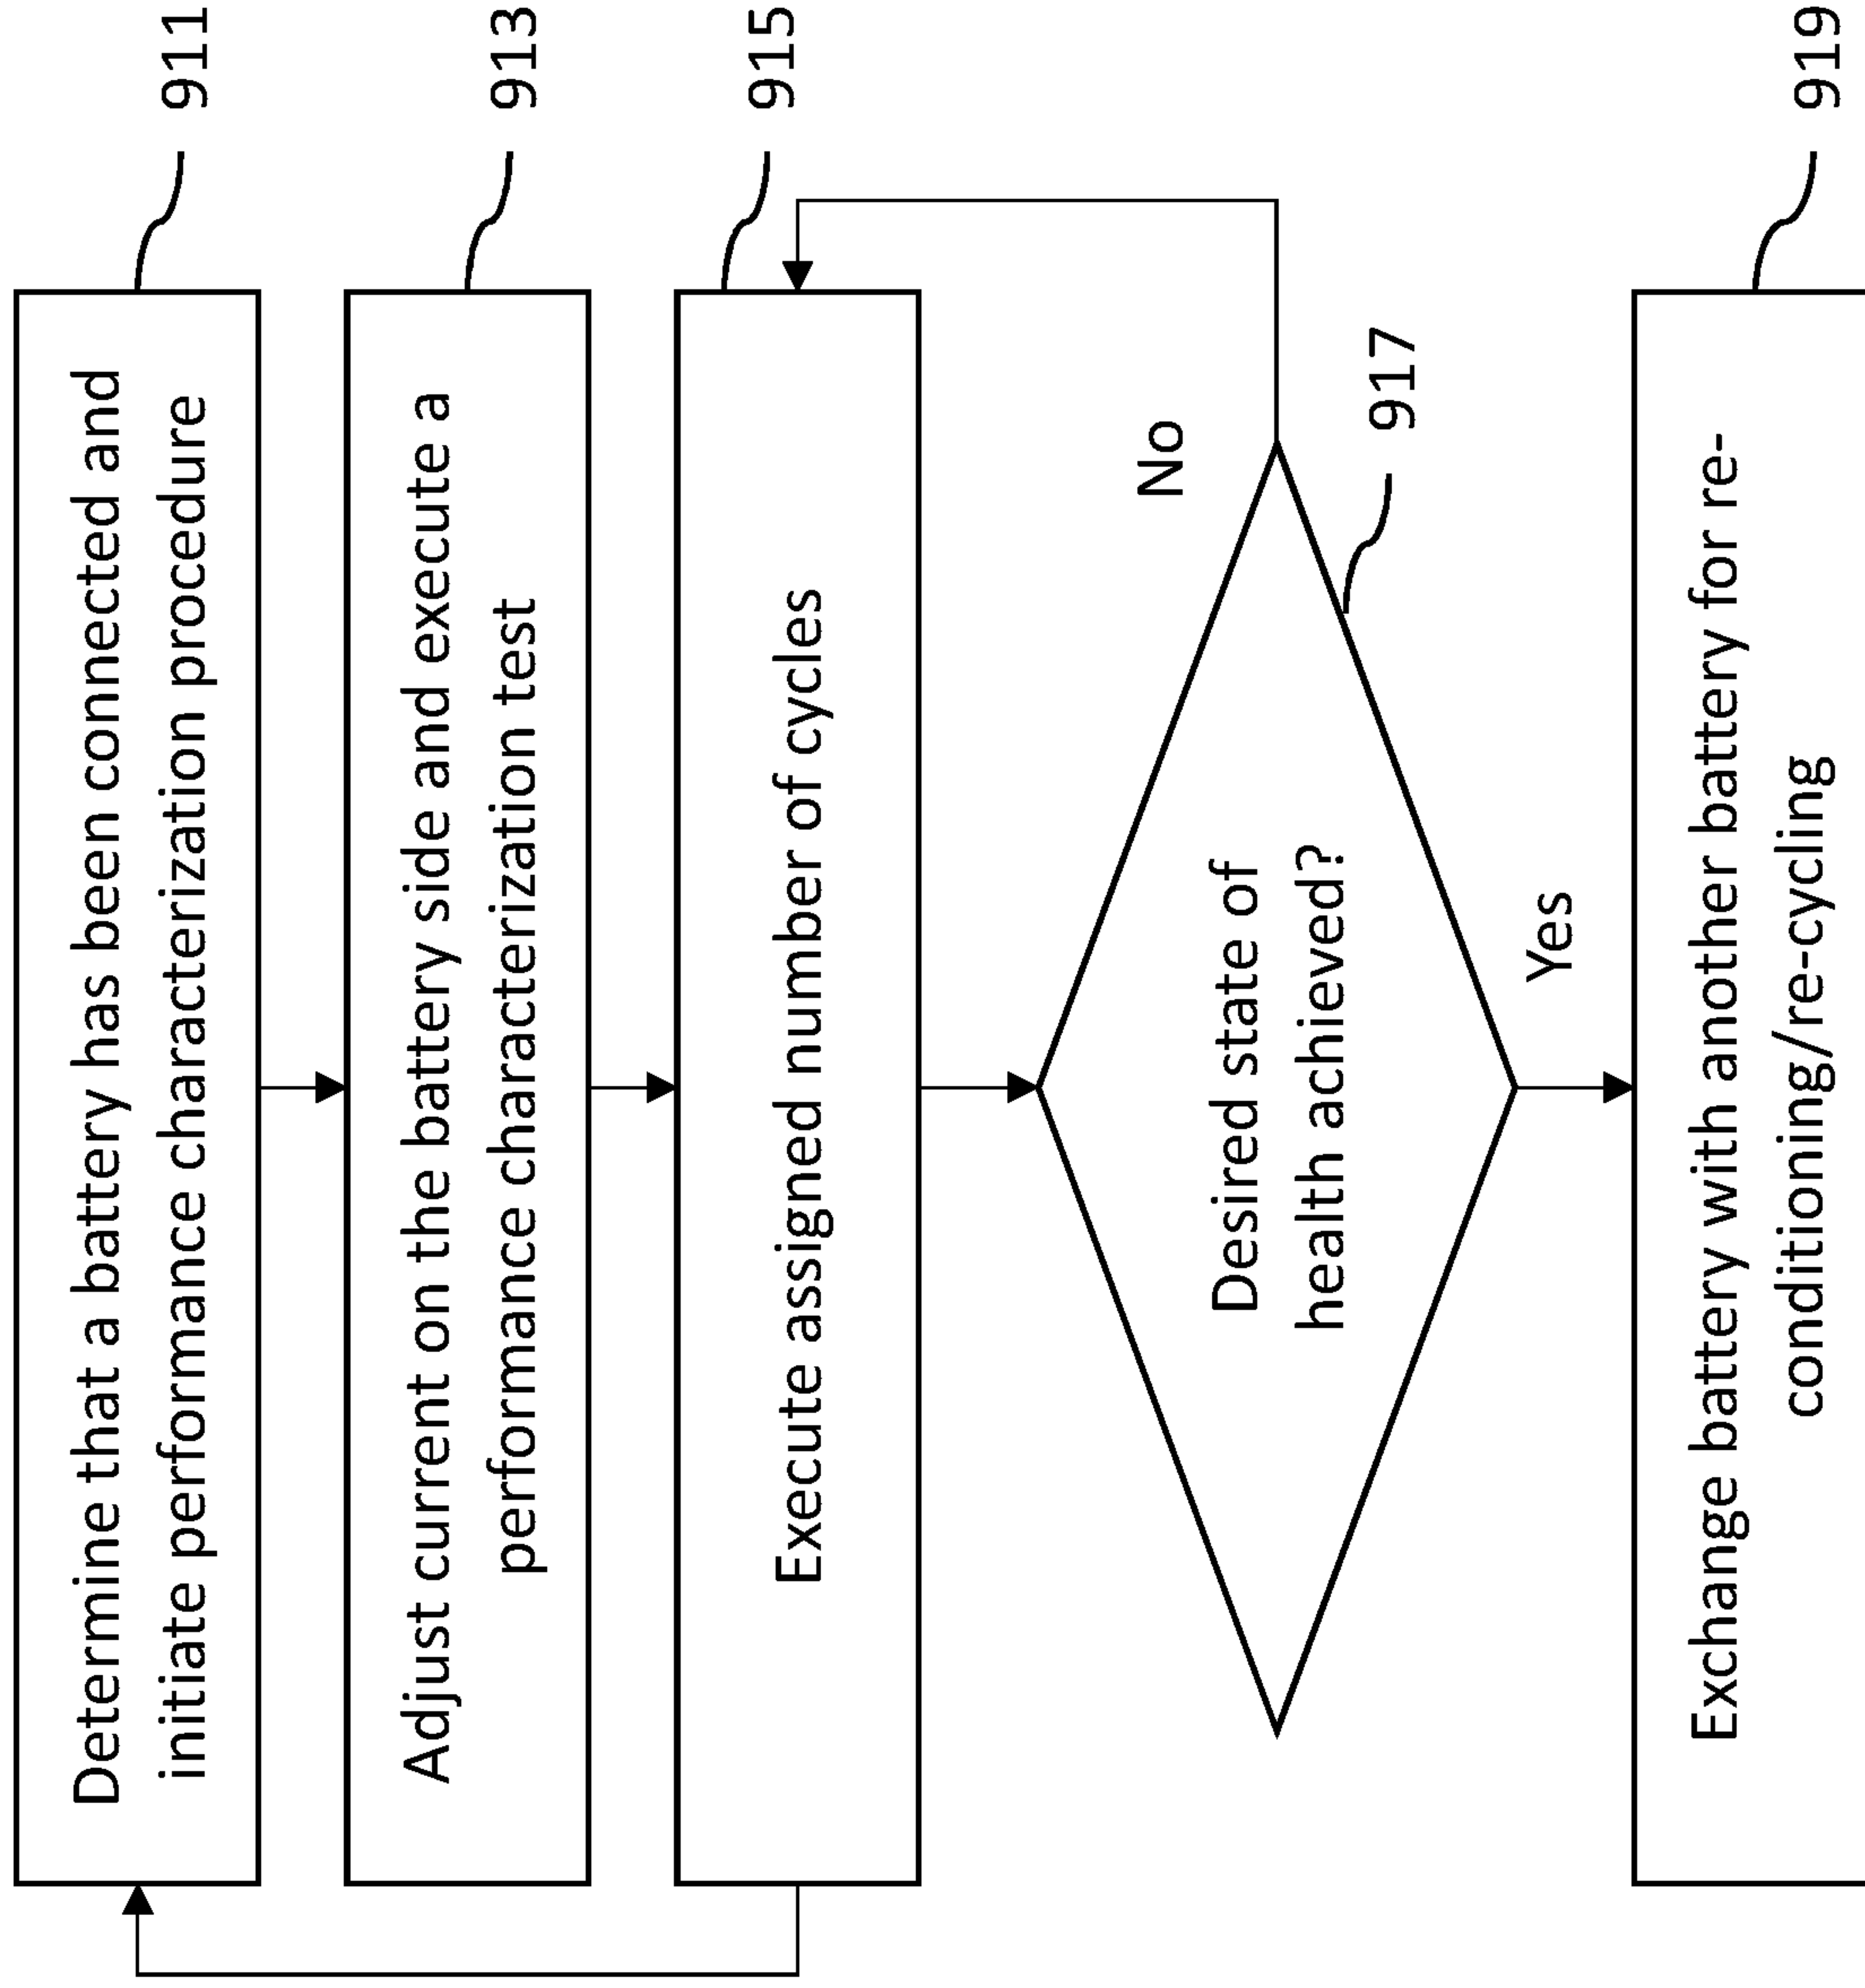 Determine that a battery has been connected and
initiate performance characterization procedure
911
Adjust current on the battery side and execute a
performance characterization test
913
Execute assigned number of cycles
915
Desired state of
health achieved?
No
917
Yes
Exchange battery with another battery for re-
conditioning/re-cycling
919